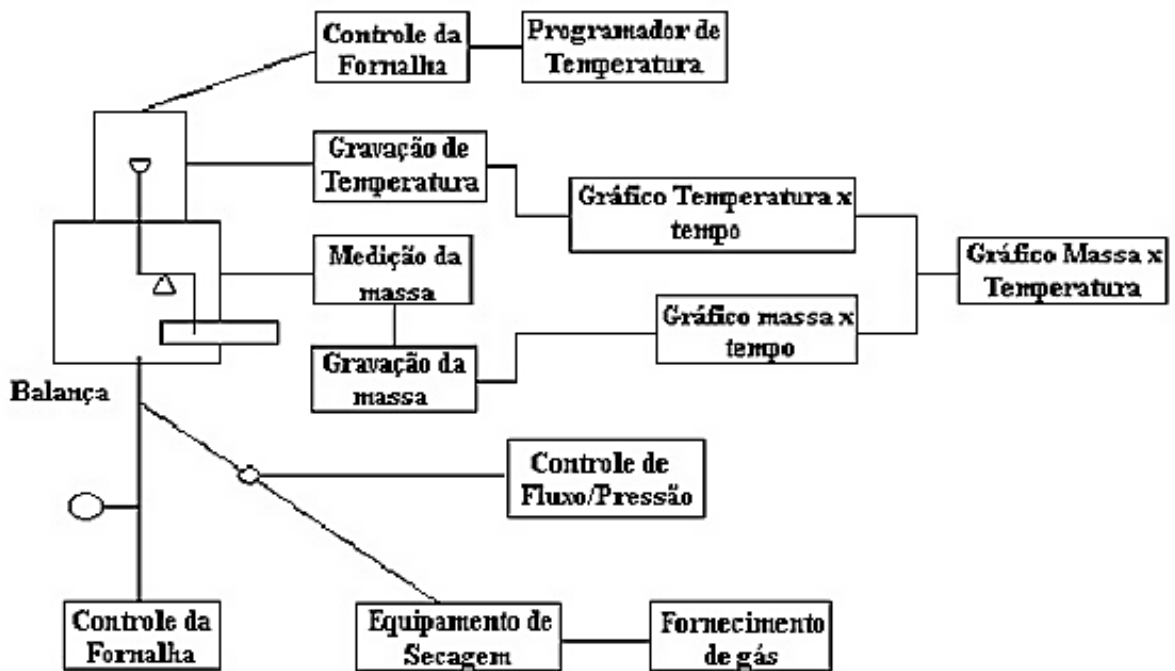 Controle da
Fornalha
Programador de
Temperatura
Gravação de
Temperatura
Gráfico Temperatura x
tempo
Medição da
massa
Gráfico Massa x
Temperatura
Gráfico massa x
tempo
Gravação da
massa
Balança
Controle de
Fluxo/Pressão
Controle da
Fornalha
Equipamento de
Secagem
Fornecimento
de gás